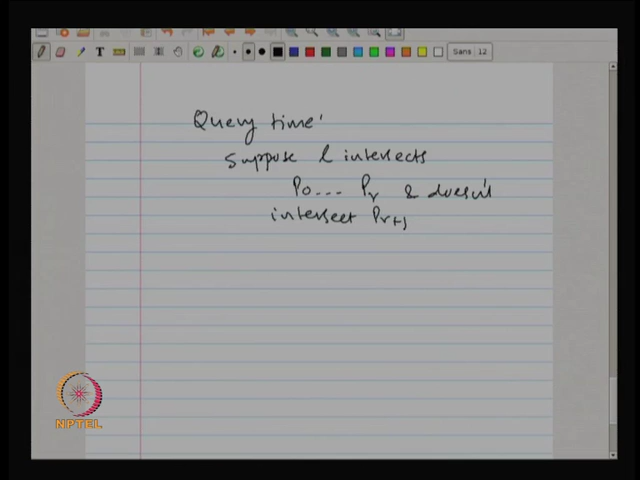 Sans 12
Query time'
Suppose l intersects
P0... Pr & doesn't
intersect Pr+1
NPTEL